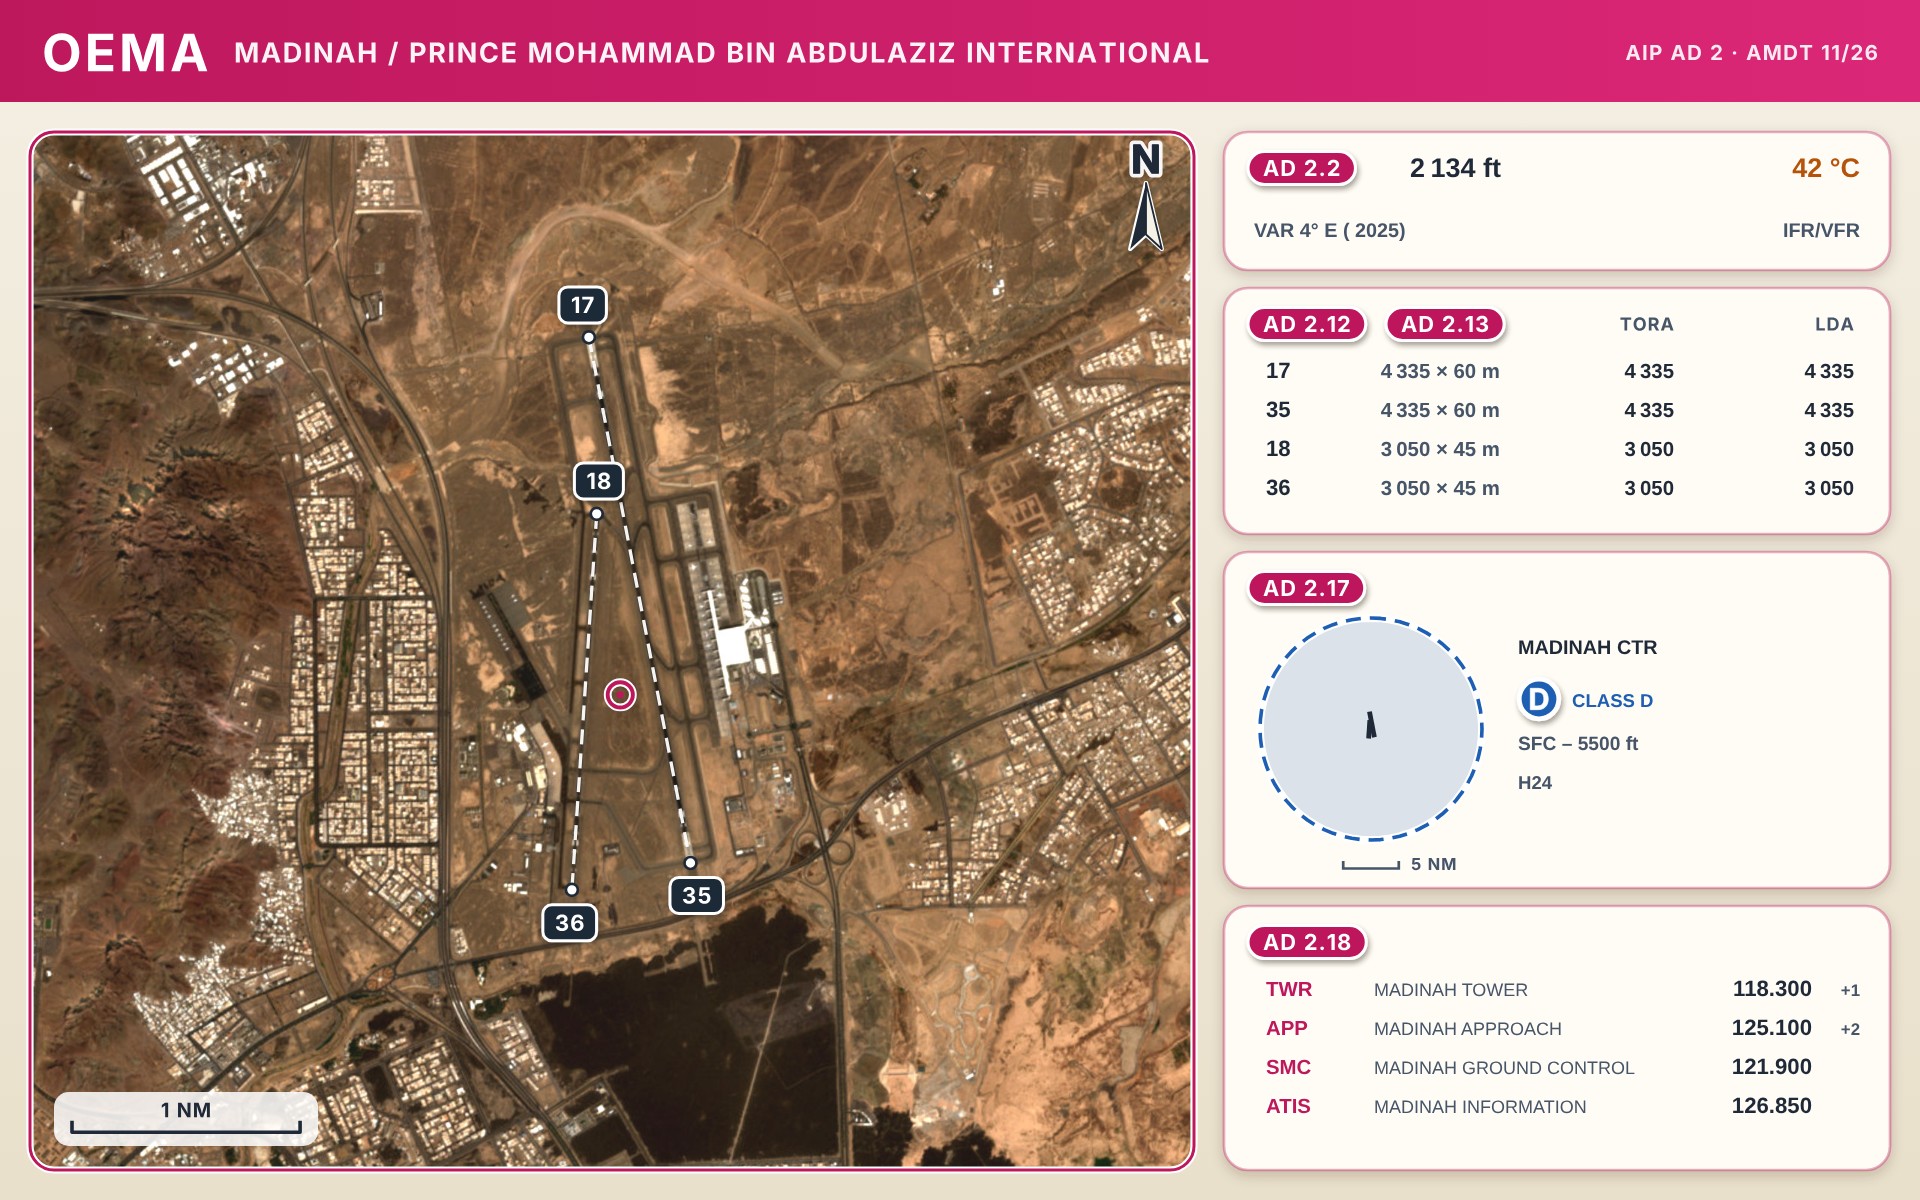 OEMA MADINAH / PRINCE MOHAMMAD BIN ABDULAZIZ INTERNATIONAL
AIP AD 2 · AMDT 11/26
N
17
18
36
35
1 NM
AD 2.2 2 134 ft 42 °C
VAR 4° E ( 2025) IFR/VFR
AD 2.12 AD 2.13 TORA LDA
17 4 335 × 60 m 4 335 4 335
35 4 335 × 60 m 4 335 4 335
18 3 050 × 45 m 3 050 3 050
36 3 050 × 45 m 3 050 3 050
AD 2.17
MADINAH CTR
D CLASS D
SFC – 5500 ft
H24
5 NM
AD 2.18
TWR MADINAH TOWER 118.300 +1
APP MADINAH APPROACH 125.100 +2
SMC MADINAH GROUND CONTROL 121.900
ATIS MADINAH INFORMATION 126.850